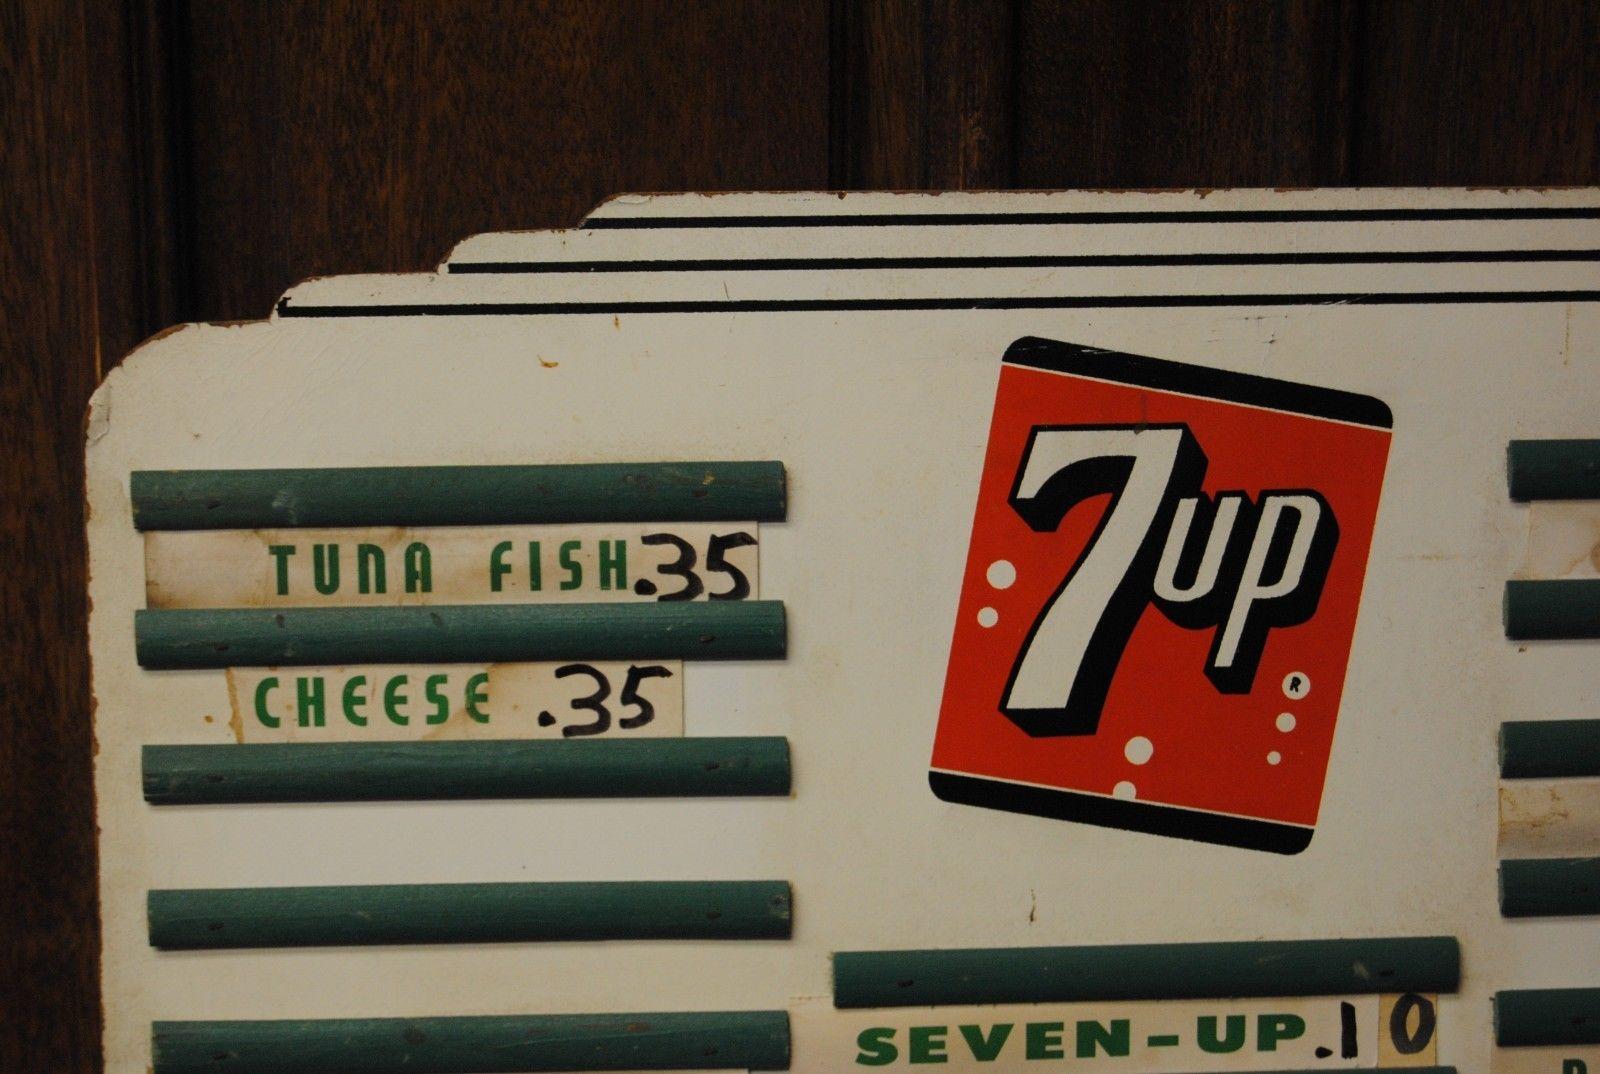 TUNA FISH .35
CHEESE .35
7up
R
SEVEN-UP .10